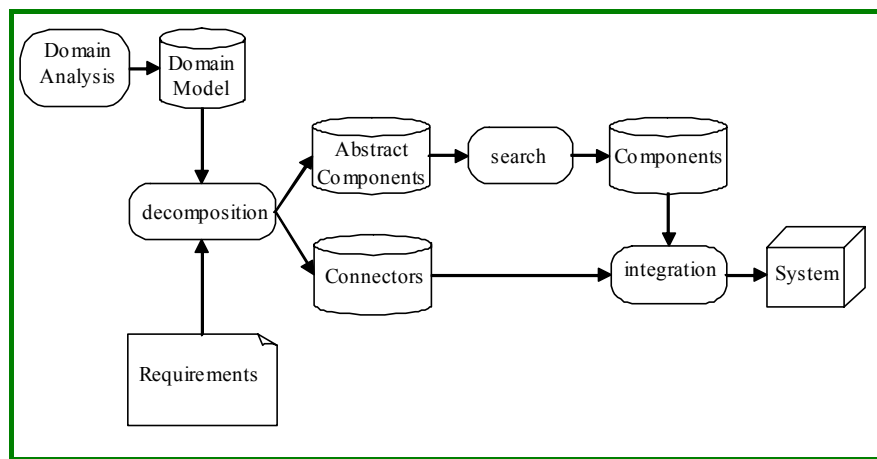 Domain
Analysis
Domain
Model
Abstract
Components
search
Components
decomposition
Connectors
integration
System
Requirements